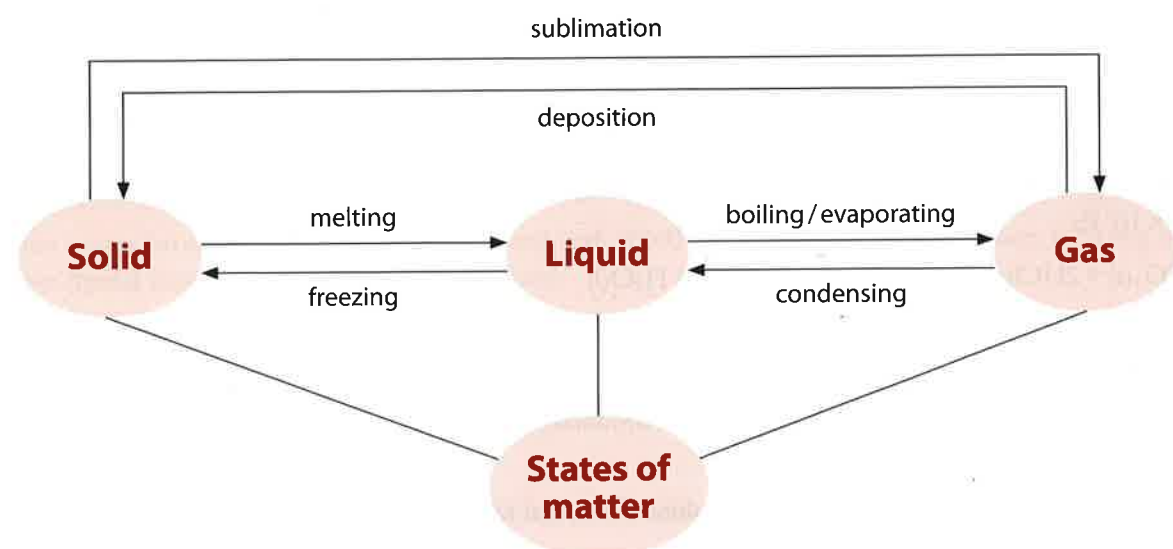 sublimation
deposition
melting
boiling / evaporating
Solid
Liquid
Gas
freezing
condensing
States of
matter